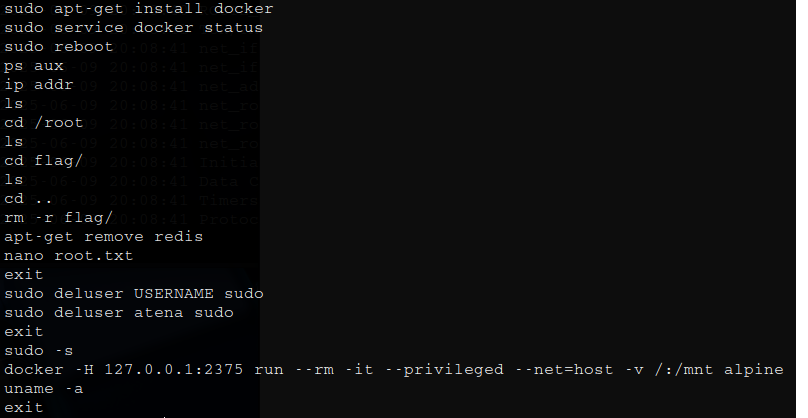 sudo apt-get install docker
sudo service docker status
sudo reboot
ps aux
ip addr
ls
cd /root
ls
cd flag/
ls
cd ..
rm -r flag/
apt-get remove redis
nano root.txt
exit
sudo deluser USERNAME sudo
sudo deluser atena sudo
exit
sudo -s
docker -H 127.0.0.1:2375 run --rm -it --privileged --net=host -v /:/mnt alpine
uname -a
exit